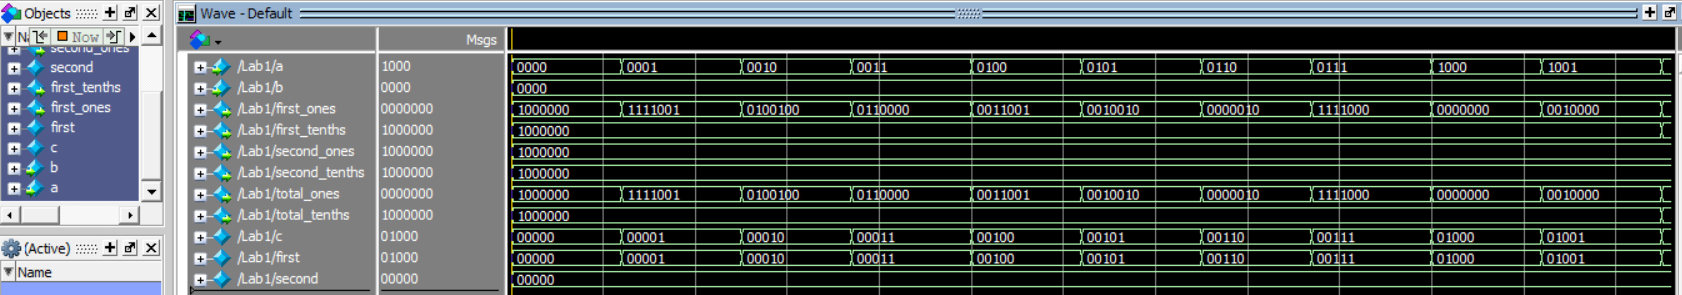 Objects
Wave - Default
Now
Msgs
second_ones
second
first_tenths
first_ones
first
c
b
a
(Active)
Name
/Lab1/a 1000 0000 0001 0010 0011 0100 0101 0110 0111 1000 1001
/Lab1/b 0000 0000
/Lab1/first_ones 0000000 1000000 1111001 0100100 0110000 0011001 0010010 0000010 1111000 0000000 0010000
/Lab1/first_tenths 1000000 1000000
/Lab1/second_ones 1000000 1000000
/Lab1/second_tenths 1000000 1000000
/Lab1/total_ones 0000000 1000000 1111001 0100100 0110000 0011001 0010010 0000010 1111000 0000000 0010000
/Lab1/total_tenths 1000000 1000000
/Lab1/c 01000 00000 00001 00010 00011 00100 00101 00110 00111 01000 01001
/Lab1/first 01000 00000 00001 00010 00011 00100 00101 00110 00111 01000 01001
/Lab1/second 00000 00000